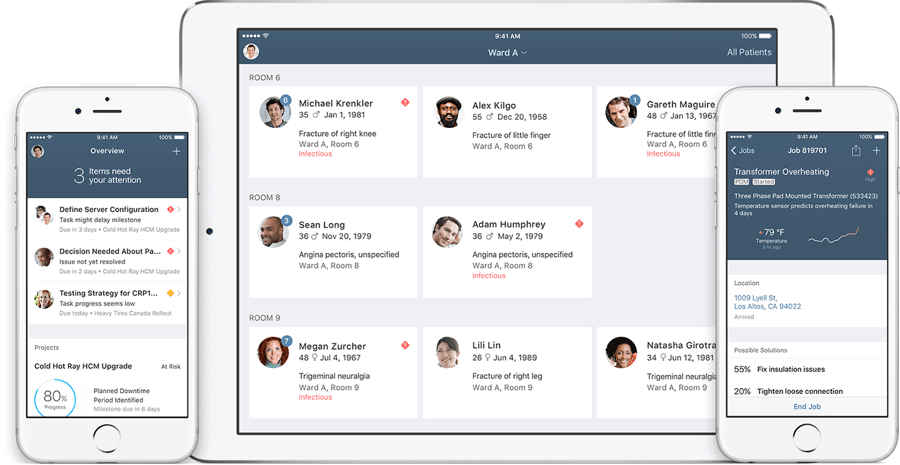 9:41 AM 100%
Overview
3 Items need
your attention
Define Server Configuration
Task might delay milestone
Due in 3 days • Cold Hot Ray HCM Upgrade
Decision Needed About Pa...
Issue not yet resolved
Due in 2 days • Cold Hot Ray HCM Upgrade
Testing Strategy for CRP1...
Task progress seems low
Due today • Heavy Tires Canada Rollout
Projects
Cold Hot Ray HCM Upgrade At Risk
80%
Progress
Planned Downtime
Period Identified
Milestone due in 6 days
9:41 AM 100%
Ward A All Patients
ROOM 6
6
Michael Krenkler
35 ♂ Jan 1, 1981
Fracture of right knee
Ward A, Room 6
Infectious
Alex Kilgo
55 ♂ Dec 20, 1958
Fracture of little finger
Ward A, Room 6
1
Gareth Maguire
48 ♂ Jan 13, 1967
Fracture of little fin
Ward A, Room 6
Infectious
ROOM 8
3
Sean Long
36 ♂ Nov 20, 1979
Angina pectoris, unspecified
Ward A, Room 8
Adam Humphrey
36 ♂ May 2, 1979
Angina pectoris, unspecified
Ward A, Room 8
Infectious
ROOM 9
7
Megan Zurcher
48 ♀ Jul 4, 1967
Trigeminal neuralgia
Ward A, Room 9
Infectious
Lili Lin
26 ♀ Jun 4, 1989
Fracture of right leg
Ward A, Room 9
Natasha Girotra
34 ♀ Jun 12, 1981
Trigeminal neuralgia
Ward A, Room 9
Infectious
9:41 AM 100%
Jobs Job 819701
Transformer Overheating
High
PDM Started
Three Phase Pad Mounted Transformer (533423)
Temperature sensor predicts overheating failure in
4 days
79 °F
Temperature
3 hr ago
Location
1009 Lyell St,
Los Altos, CA 94022
Arrived
Possible Solutions
55% Fix insulation issues
20% Tighten loose connection
End Job